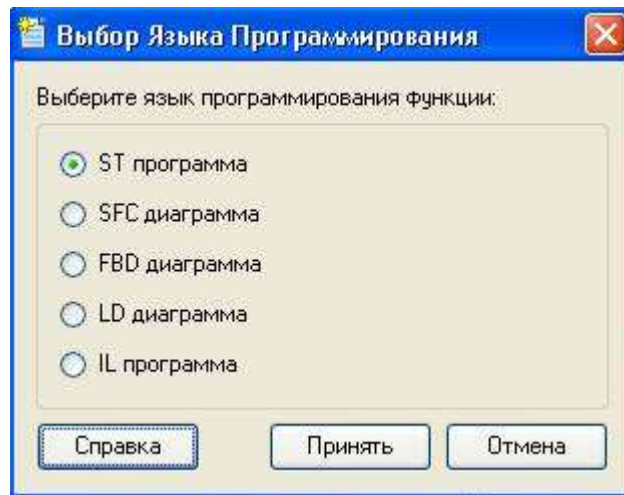 Выбор Языка Программирования
Выберите язык программирования функции:
ST программа
SFC диаграмма
FBD диаграмма
LD диаграмма
IL программа
Справка Принять Отмена